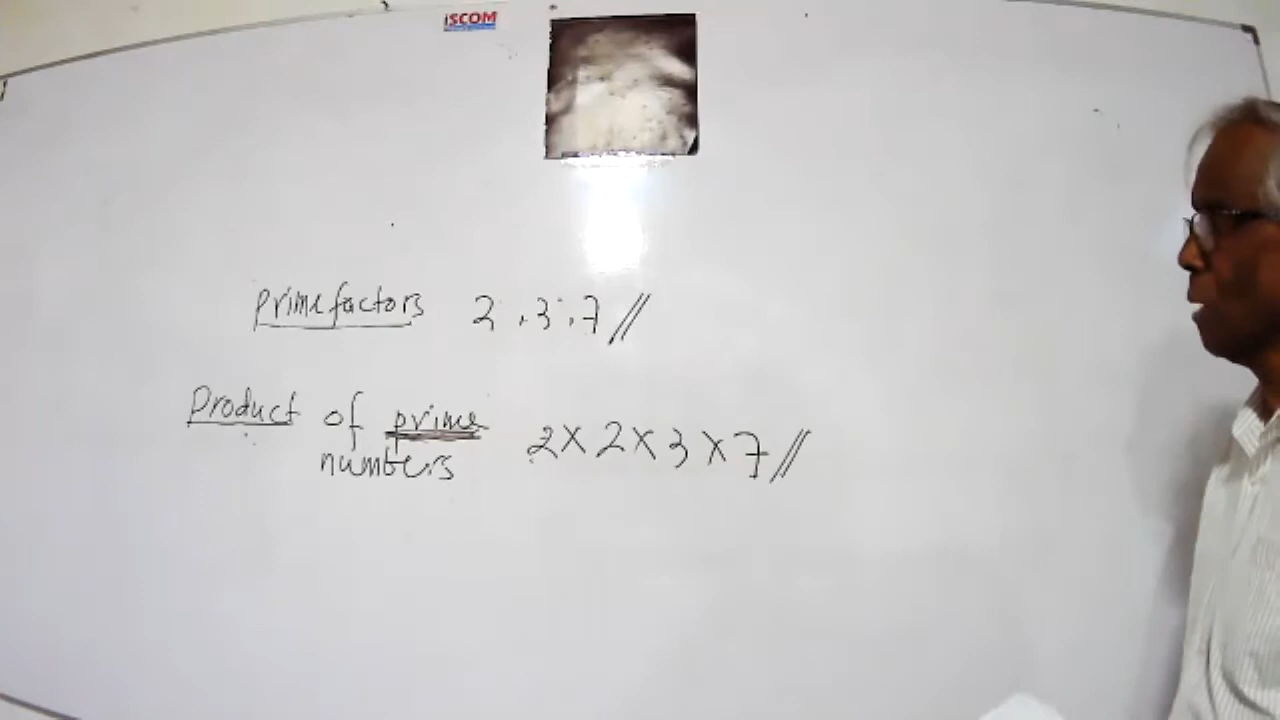 iSCOM
Prime factors 2, 3, 7 //
Product of prime
numbers 2 X 2 X 3 X 7 //